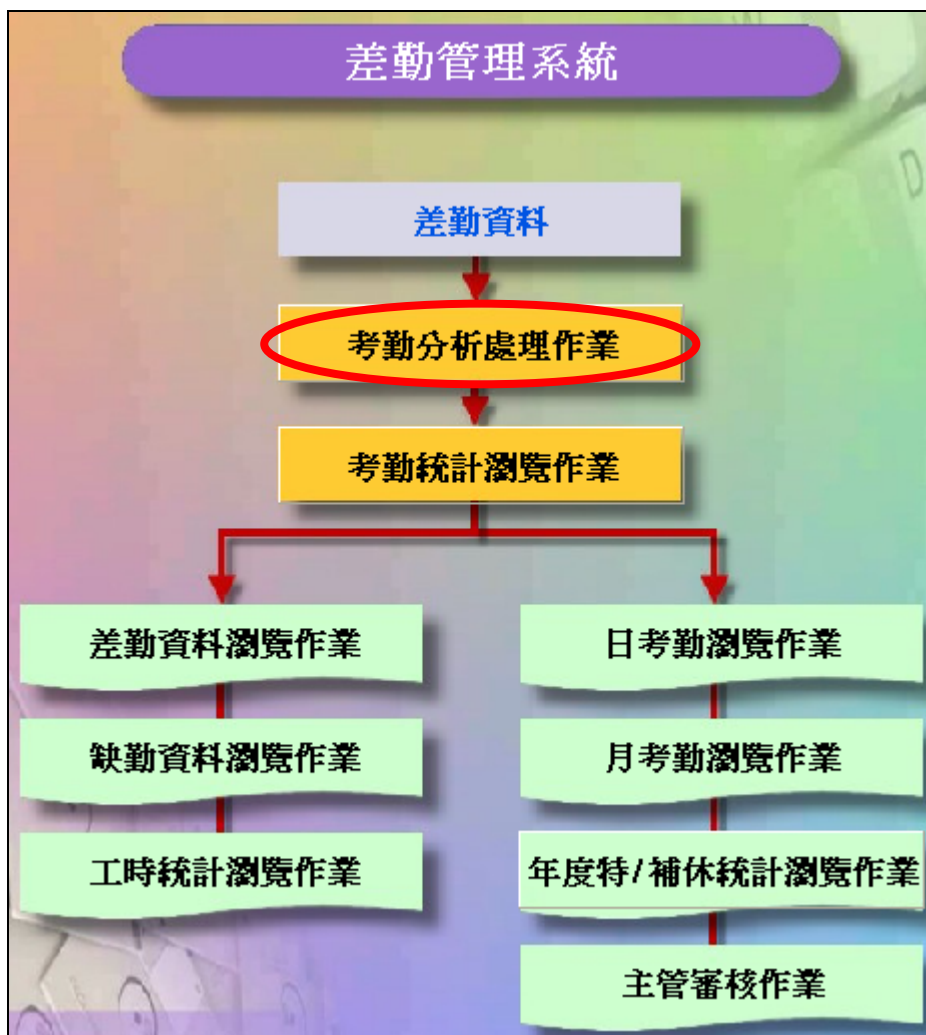 差勤管理系統
差勤資料
考勤分析處理作業
考勤統計瀏覽作業
差勤資料瀏覽作業
缺勤資料瀏覽作業
工時統計瀏覽作業
日考勤瀏覽作業
月考勤瀏覽作業
年度特/補休統計瀏覽作業
主管審核作業
D